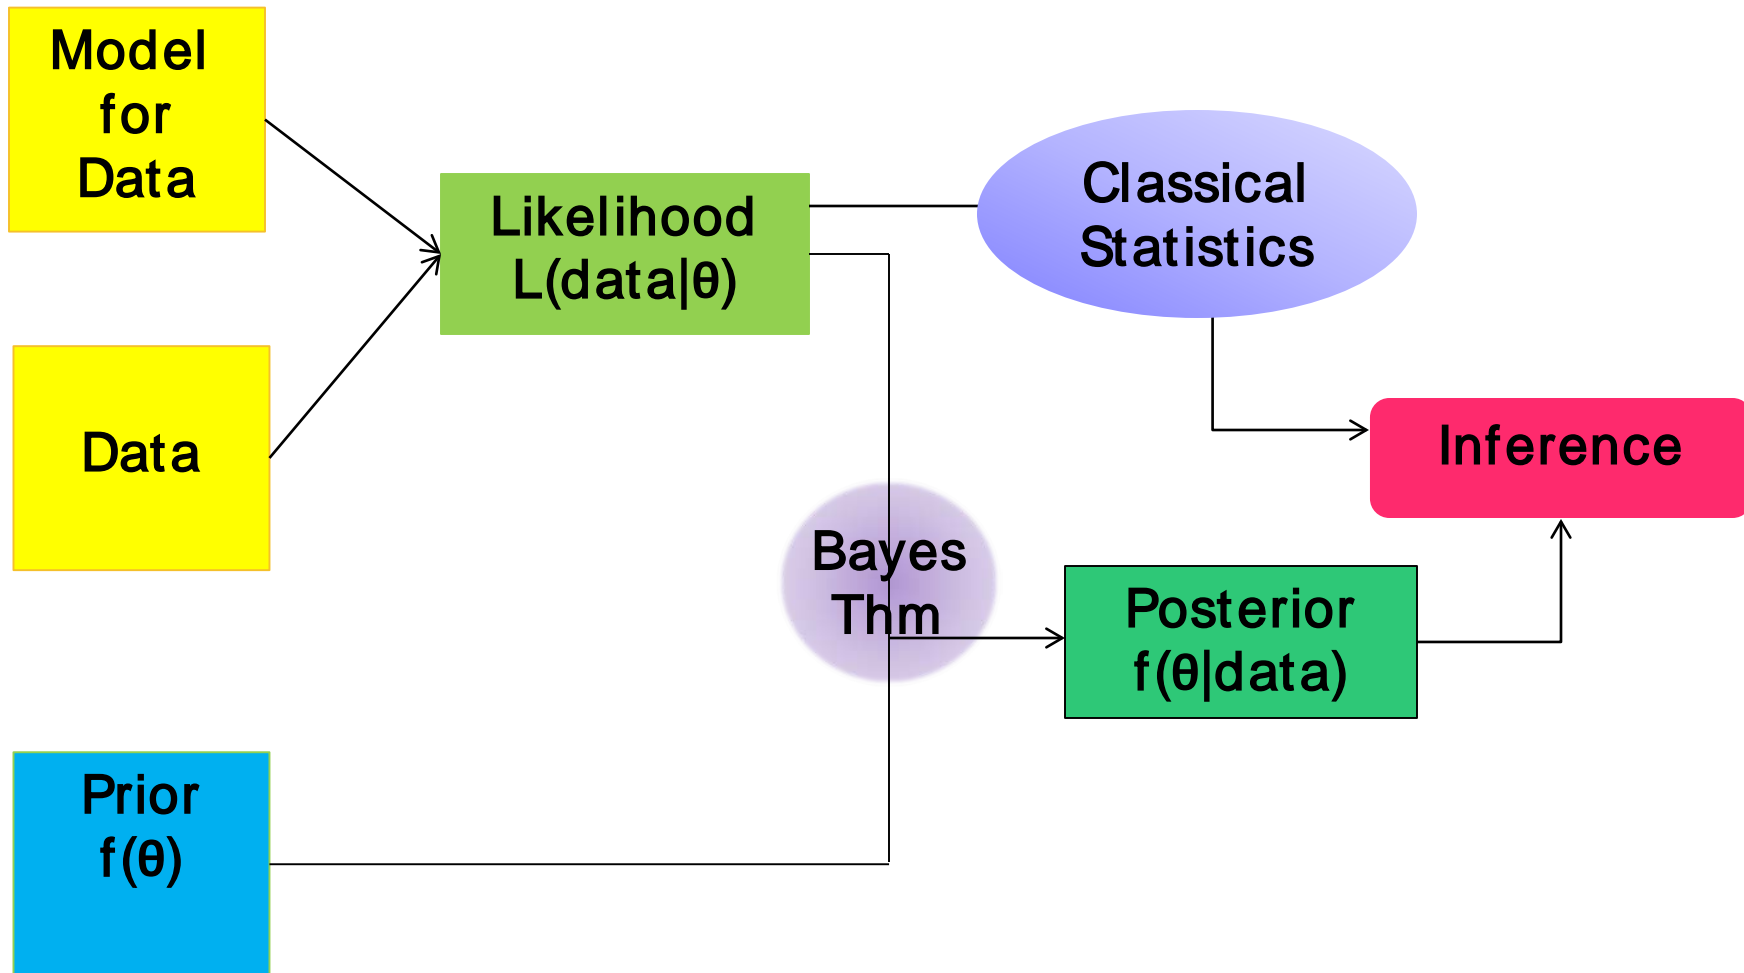 Model
for
Data
Likelihood
L(data|θ)
Classical
Statistics
Data
Inference
Bayes
Thm
Posterior
f(θ|data)
Prior
f(θ)